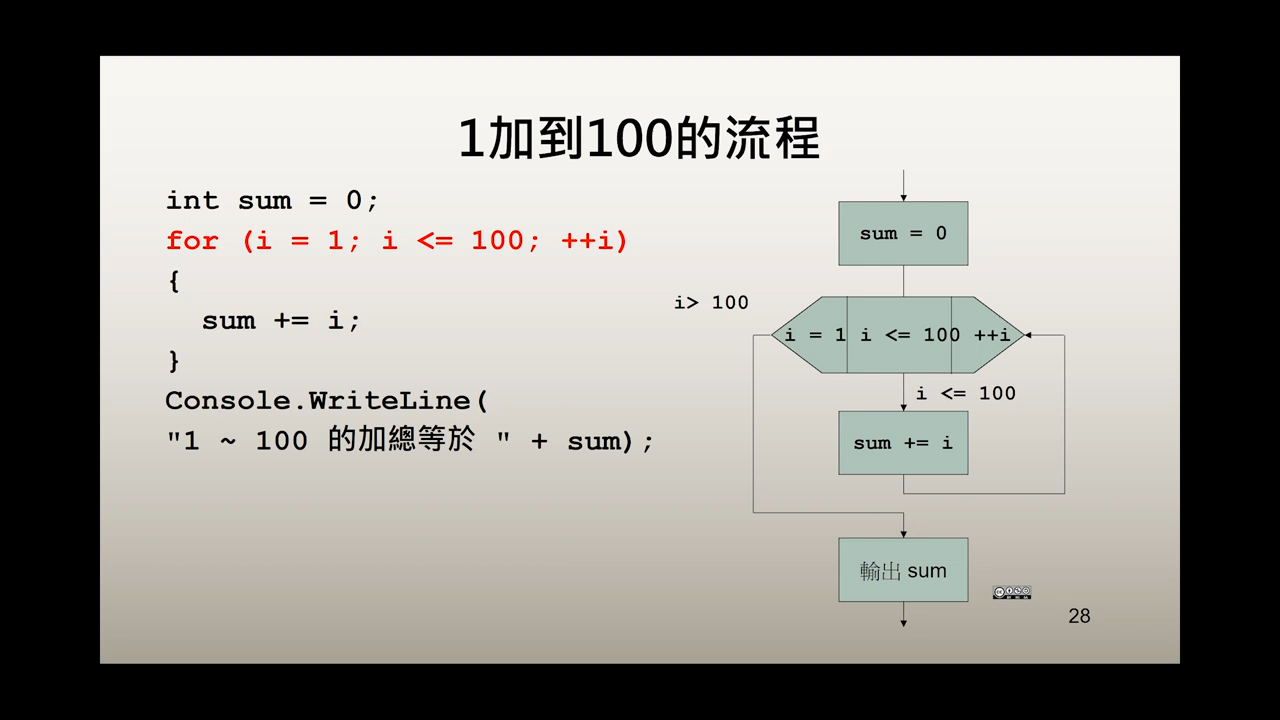 1加到100的流程
int sum = 0;
for (i = 1; i <= 100; ++i)
{
sum += i;
}
Console.WriteLine(
"1 ~ 100 的加總等於 " + sum);
sum = 0
i> 100
i = 1 i <= 100 ++i
i <= 100
sum += i
輸出 sum
28